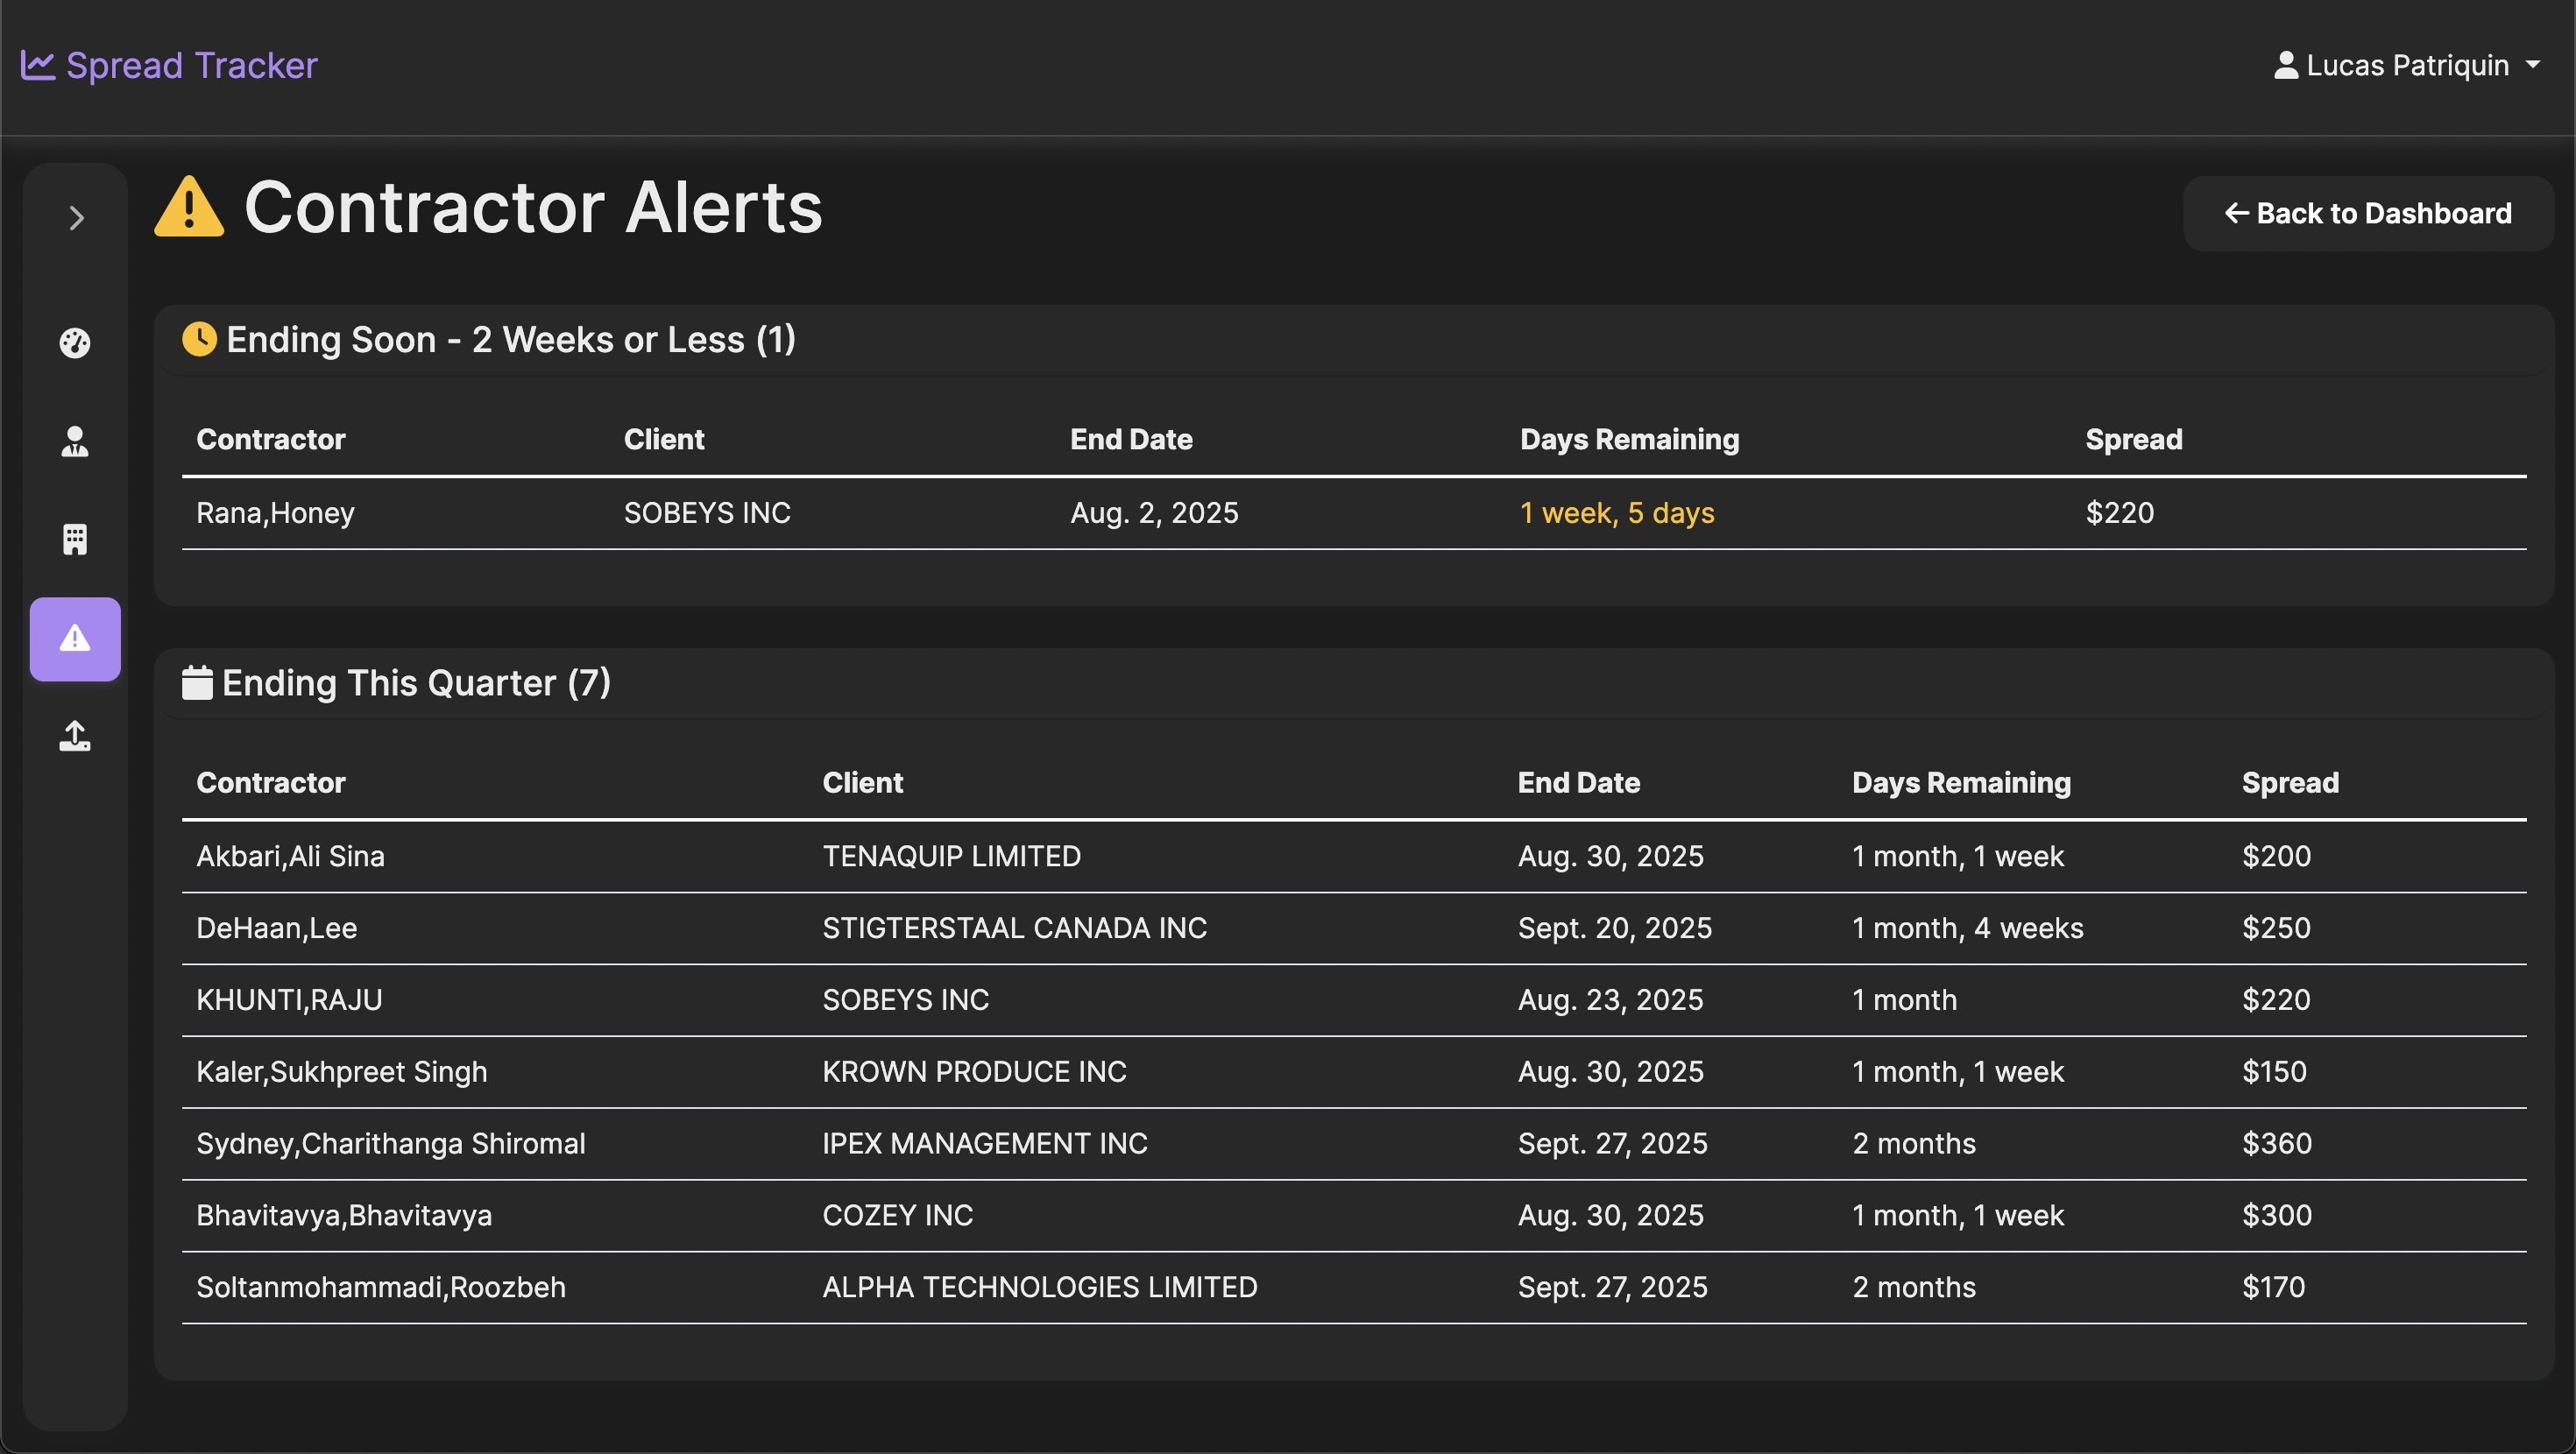 Spread Tracker
Lucas Patriquin
Contractor Alerts
Back to Dashboard
Ending Soon - 2 Weeks or Less (1)
Contractor Client End Date Days Remaining Spread
Rana,Honey SOBEYS INC Aug. 2, 2025 1 week, 5 days $220
Ending This Quarter (7)
Contractor Client End Date Days Remaining Spread
Akbari,Ali Sina TENAQUIP LIMITED Aug. 30, 2025 1 month, 1 week $200
DeHaan,Lee STIGTERSTAAL CANADA INC Sept. 20, 2025 1 month, 4 weeks $250
KHUNTI,RAJU SOBEYS INC Aug. 23, 2025 1 month $220
Kaler,Sukhpreet Singh KROWN PRODUCE INC Aug. 30, 2025 1 month, 1 week $150
Sydney,Charithanga Shiromal IPEX MANAGEMENT INC Sept. 27, 2025 2 months $360
Bhavitavya,Bhavitavya COZEY INC Aug. 30, 2025 1 month, 1 week $300
Soltanmohammadi,Roozbeh ALPHA TECHNOLOGIES LIMITED Sept. 27, 2025 2 months $170